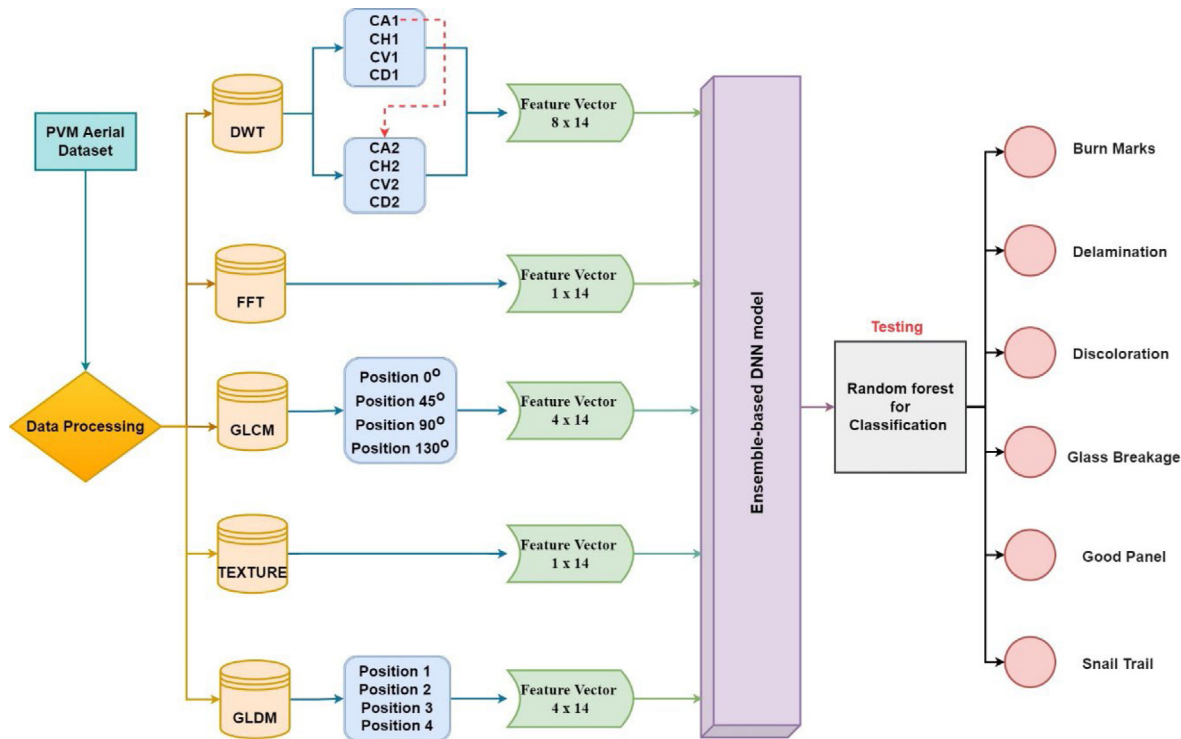 PVM Aerial
Dataset
Data Processing
DWT
CA1
CH1
CV1
CD1
CA2
CH2
CV2
CD2
Feature Vector
8 x 14
FFT
Feature Vector
1 x 14
GLCM
Position 0°
Position 45°
Position 90°
Position 130°
Feature Vector
4 x 14
TEXTURE
Feature Vector
1 x 14
GLDM
Position 1
Position 2
Position 3
Position 4
Feature Vector
4 x 14
Ensemble-based DNN model
Testing
Random forest
for
Classification
Burn Marks
Delamination
Discoloration
Glass Breakage
Good Panel
Snail Trail